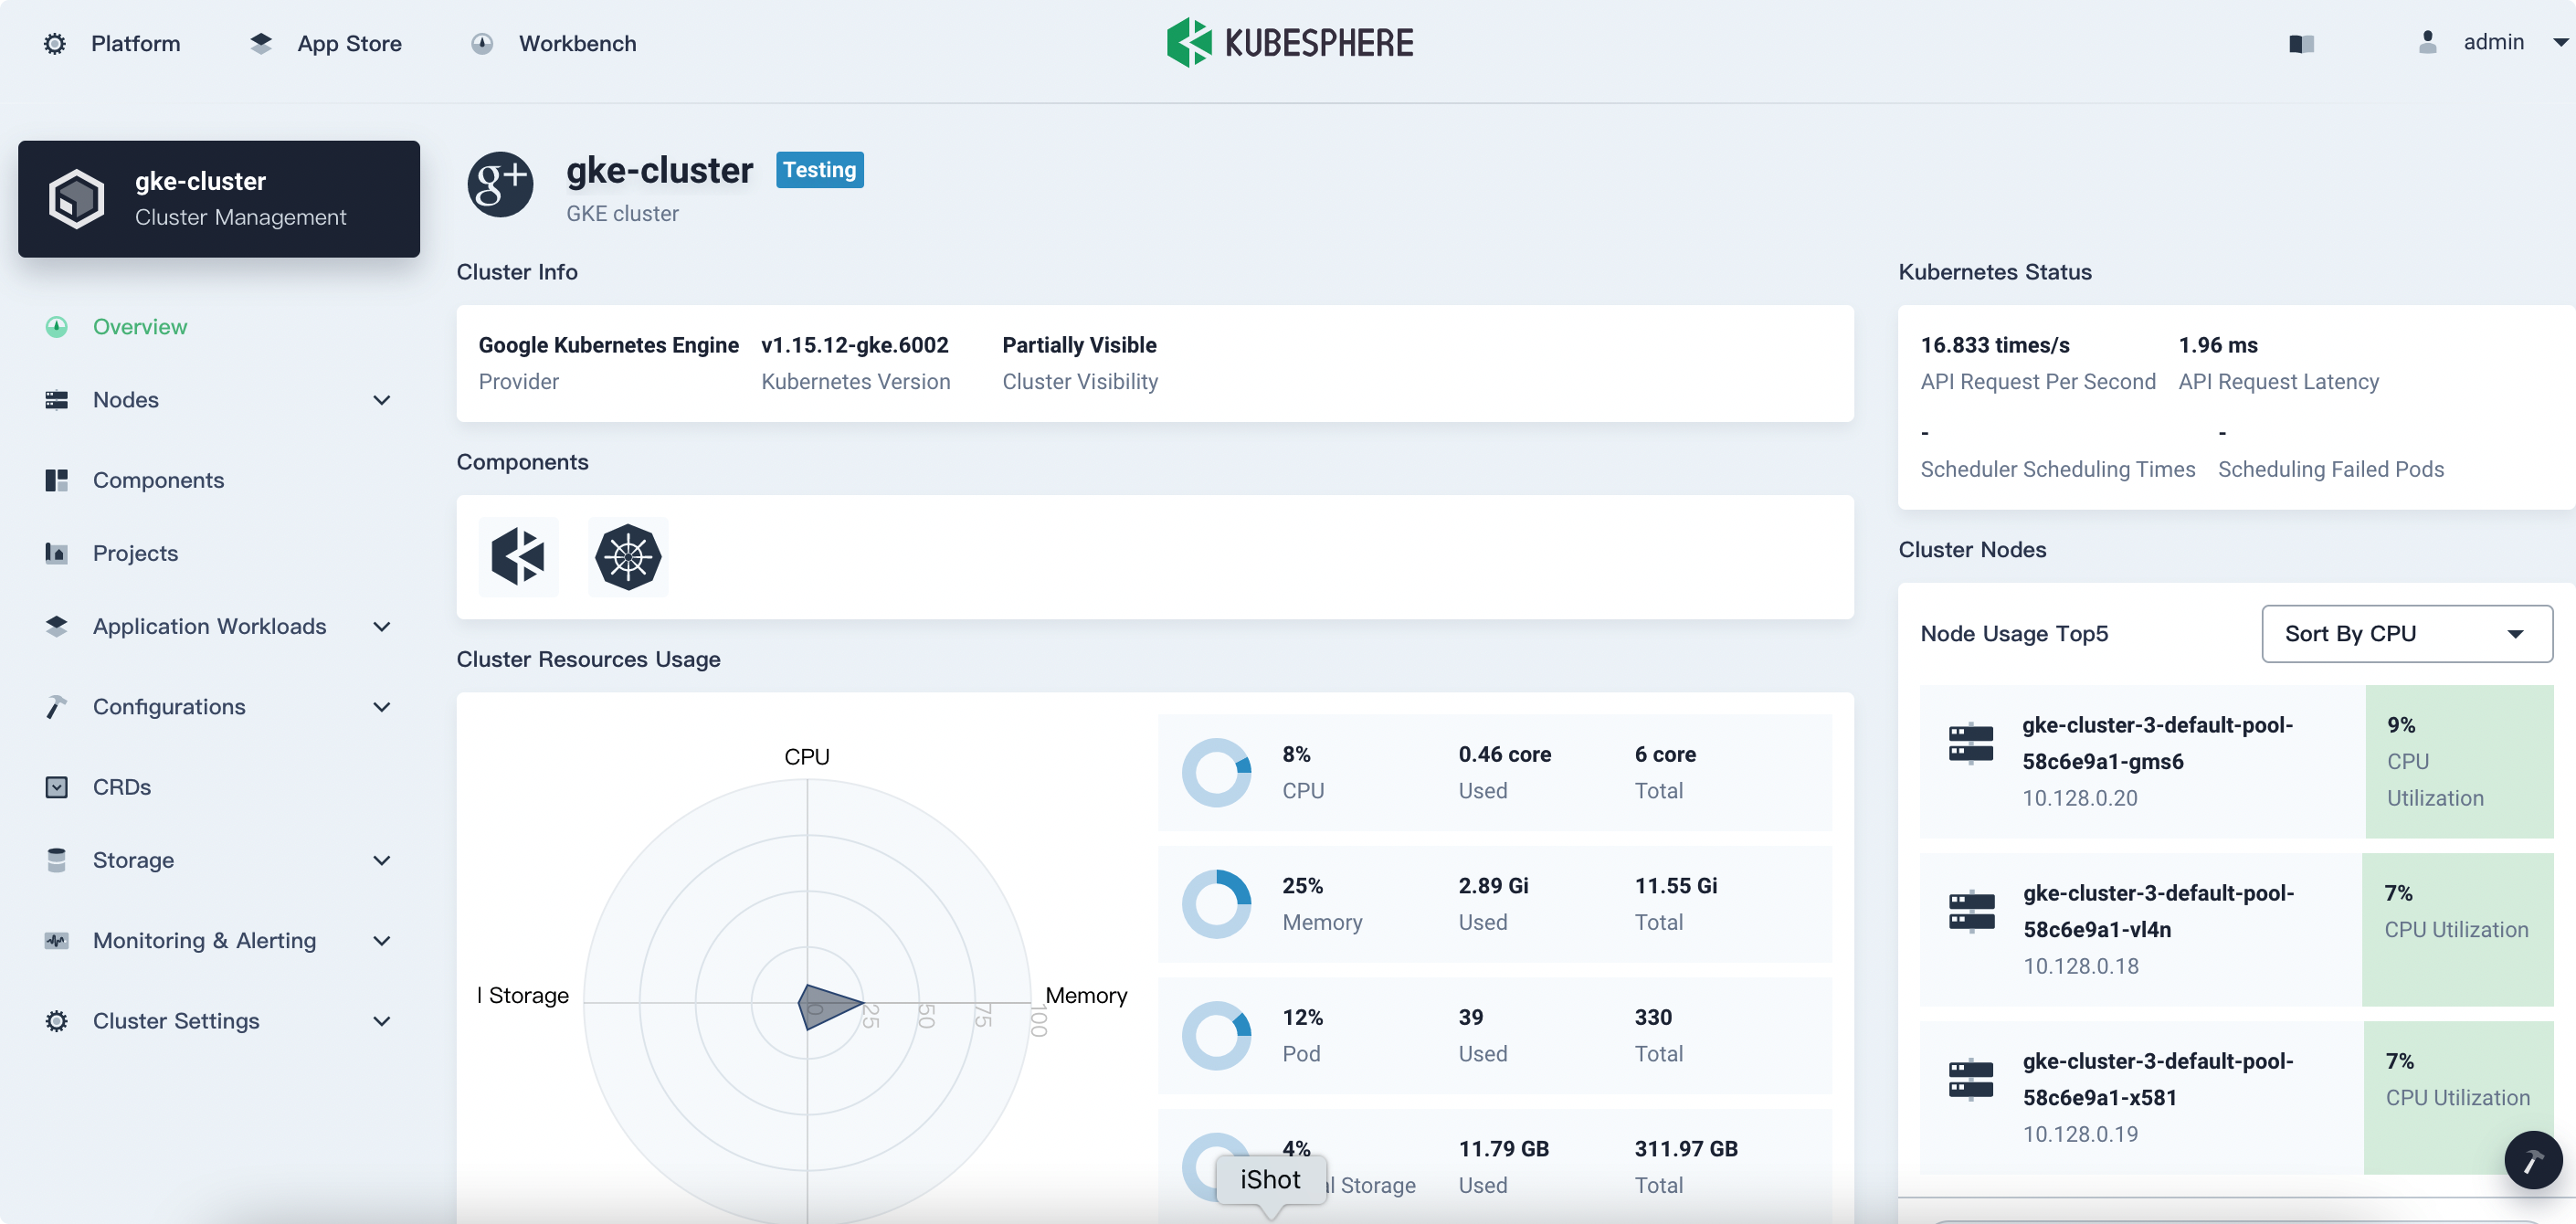 Platform
App Store
Workbench
KUBESPHERE
admin
gke-cluster
Cluster Management
Overview
Nodes
Components
Projects
Application Workloads
Configurations
CRDs
Storage
Monitoring & Alerting
Cluster Settings
g+
gke-cluster Testing
GKE cluster
Cluster Info
Google Kubernetes Engine v1.15.12-gke.6002 Partially Visible
Provider Kubernetes Version Cluster Visibility
Components
Cluster Resources Usage
CPU
l Storage
Memory
0 25 50 75 100
8% 0.46 core 6 core
CPU Used Total
25% 2.89 Gi 11.55 Gi
Memory Used Total
12% 39 330
Pod Used Total
4% 11.79 GB 311.97 GB
l Storage Used Total
iShot
Kubernetes Status
16.833 times/s 1.96 ms
API Request Per Second API Request Latency
- -
Scheduler Scheduling Times Scheduling Failed Pods
Cluster Nodes
Node Usage Top5 Sort By CPU
gke-cluster-3-default-pool-
58c6e9a1-gms6
10.128.0.20
9%
CPU
Utilization
gke-cluster-3-default-pool-
58c6e9a1-vl4n
10.128.0.18
7%
CPU Utilization
gke-cluster-3-default-pool-
58c6e9a1-x581
10.128.0.19
7%
CPU Utilization